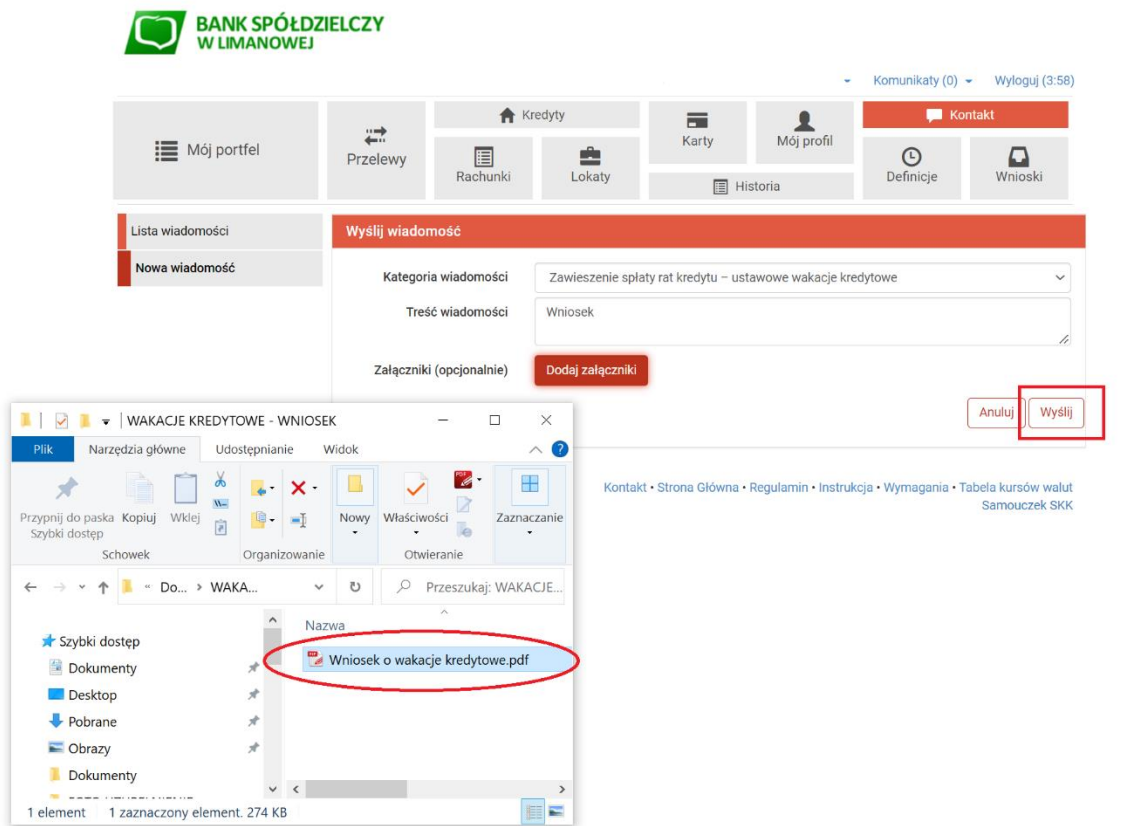 BANK SPÓŁDZIELCZY
W LIMANOWEJ
Komunikaty (0) Wyloguj (3:58)
Mój portfel
Przelewy
Kredyty
Rachunki
Lokaty
Karty
Mój profil
Historia
Kontakt
Definicje
Wnioski
Lista wiadomości
Nowa wiadomość
Wyślij wiadomość
Kategoria wiadomości Zawieszenie spłaty rat kredytu – ustawowe wakacje kredytowe
Treść wiadomości Wniosek
Załączniki (opcjonalnie) Dodaj załączniki
Anuluj Wyślij
Kontakt • Strona Główna • Regulamin • Instrukcja • Wymagania • Tabela kursów walut
Samouczek SKK
WAKACJE KREDYTOWE - WNIOSEK
Plik Narzędzia główne Udostępnianie Widok
Przypnij do paska
Szybki dostęp
Kopiuj
Wklej
Schowek
Organizowanie
Nowy
Właściwości
Otwieranie
Zaznaczanie
« Do... › WAKA...
Przeszukaj: WAKACJE...
Szybki dostęp
Dokumenty
Desktop
Pobrane
Obrazy
Dokumenty
Nazwa
Wniosek o wakacje kredytowe.pdf
1 element 1 zaznaczony element. 274 KB